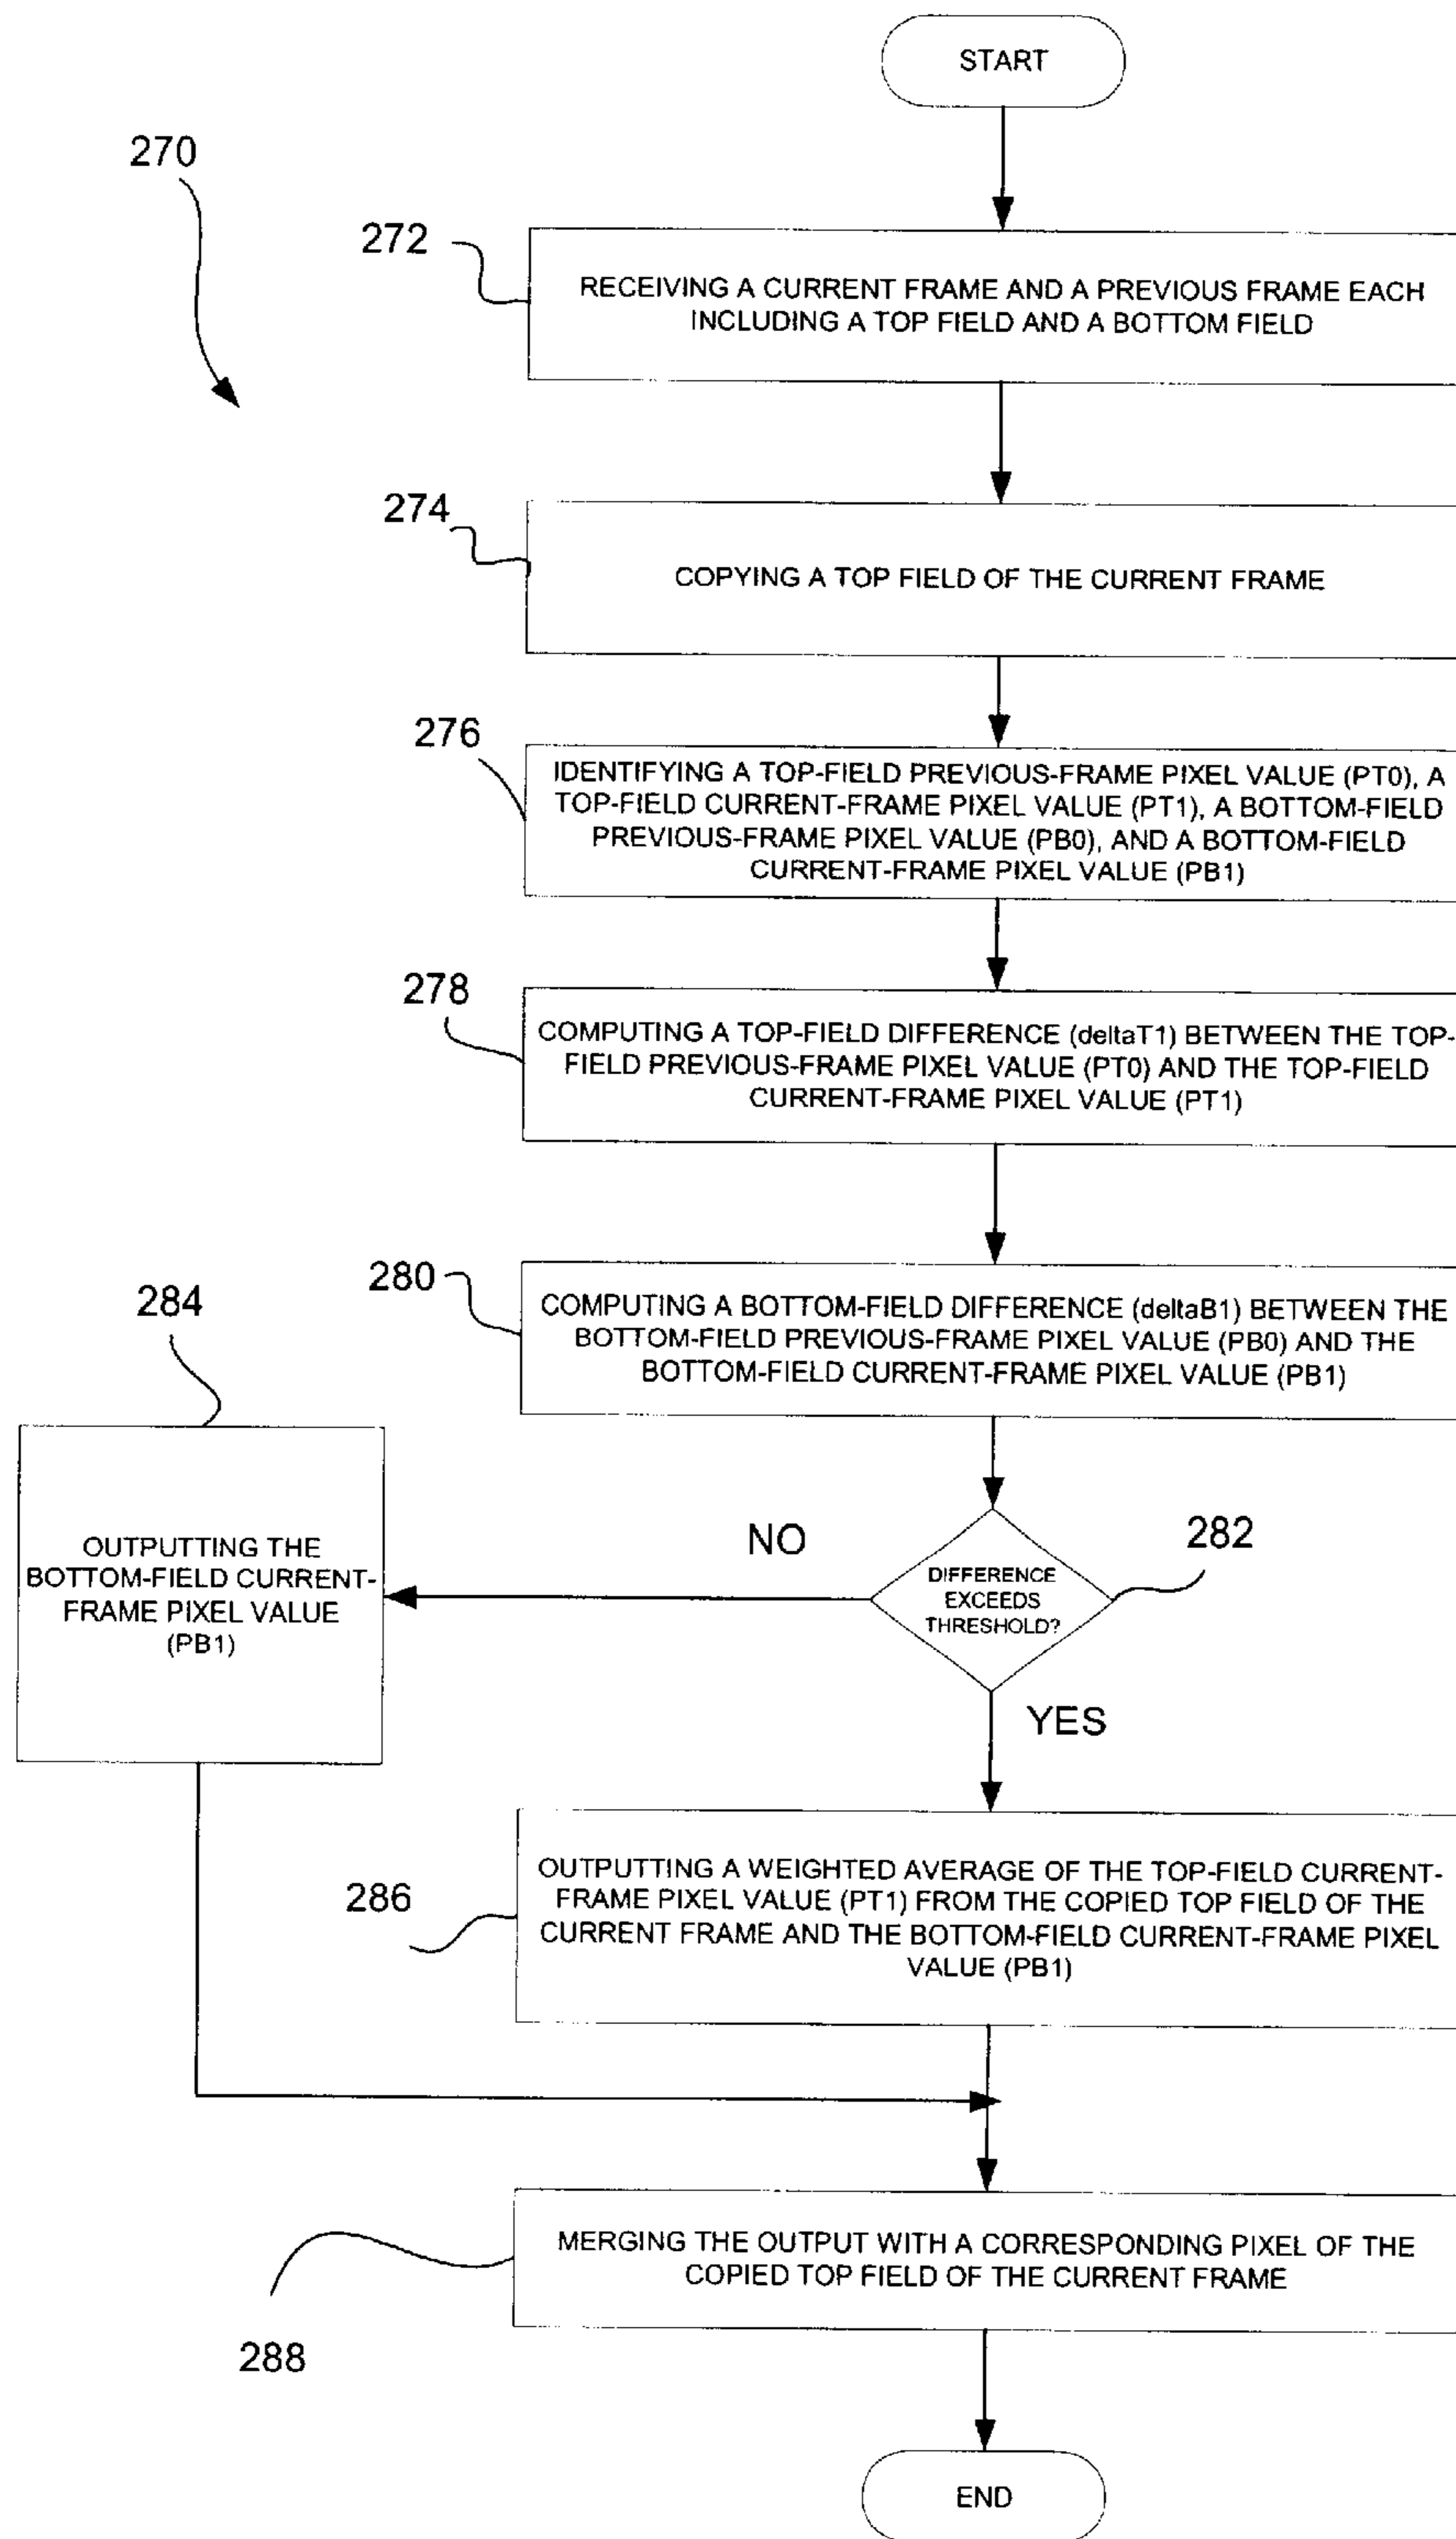 START
270
272
RECEIVING A CURRENT FRAME AND A PREVIOUS FRAME EACH
INCLUDING A TOP FIELD AND A BOTTOM FIELD
274
COPYING A TOP FIELD OF THE CURRENT FRAME
276
IDENTIFYING A TOP-FIELD PREVIOUS-FRAME PIXEL VALUE (PT0), A
TOP-FIELD CURRENT-FRAME PIXEL VALUE (PT1), A BOTTOM-FIELD
PREVIOUS-FRAME PIXEL VALUE (PB0), AND A BOTTOM-FIELD
CURRENT-FRAME PIXEL VALUE (PB1)
278
COMPUTING A TOP-FIELD DIFFERENCE (deltaT1) BETWEEN THE TOP-
FIELD PREVIOUS-FRAME PIXEL VALUE (PT0) AND THE TOP-FIELD
CURRENT-FRAME PIXEL VALUE (PT1)
280
COMPUTING A BOTTOM-FIELD DIFFERENCE (deltaB1) BETWEEN THE
BOTTOM-FIELD PREVIOUS-FRAME PIXEL VALUE (PB0) AND THE
BOTTOM-FIELD CURRENT-FRAME PIXEL VALUE (PB1)
284
OUTPUTTING THE
BOTTOM-FIELD CURRENT-
FRAME PIXEL VALUE
(PB1)
NO
282
DIFFERENCE
EXCEEDS
THRESHOLD?
YES
286
OUTPUTTING A WEIGHTED AVERAGE OF THE TOP-FIELD CURRENT-
FRAME PIXEL VALUE (PT1) FROM THE COPIED TOP FIELD OF THE
CURRENT FRAME AND THE BOTTOM-FIELD CURRENT-FRAME PIXEL
VALUE (PB1)
288
MERGING THE OUTPUT WITH A CORRESPONDING PIXEL OF THE
COPIED TOP FIELD OF THE CURRENT FRAME
END